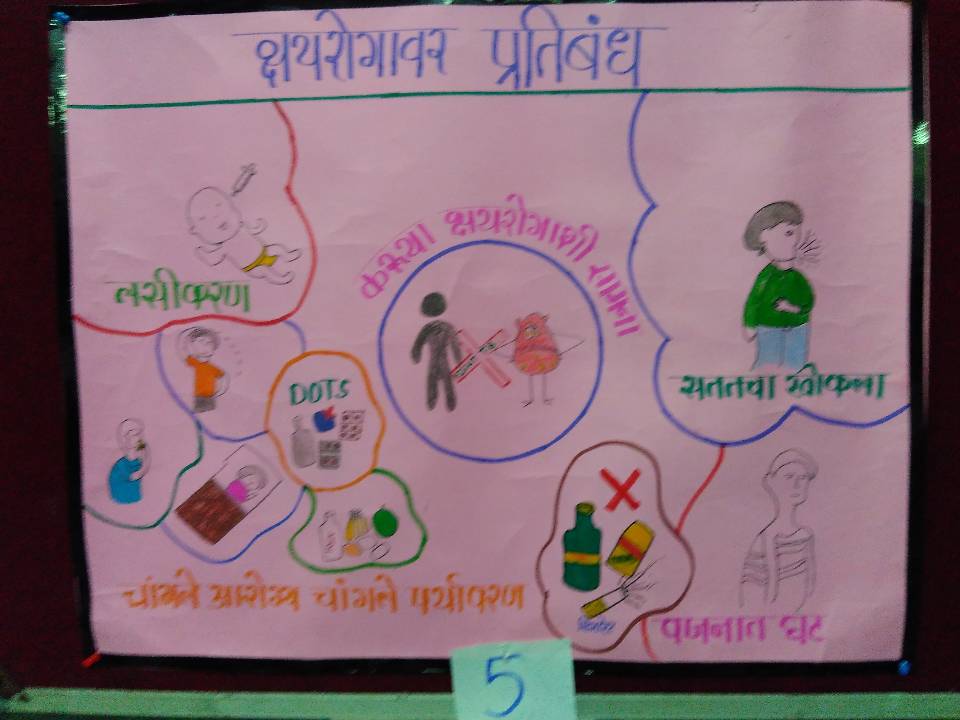 क्षयरोगावर प्रतिबंध
करूया क्षयरोगाशी सामना
लसीकरण
सततचा खोकला
DOTS
चांगले आरोग्य चांगले पर्यावरण
वजनात घट
5